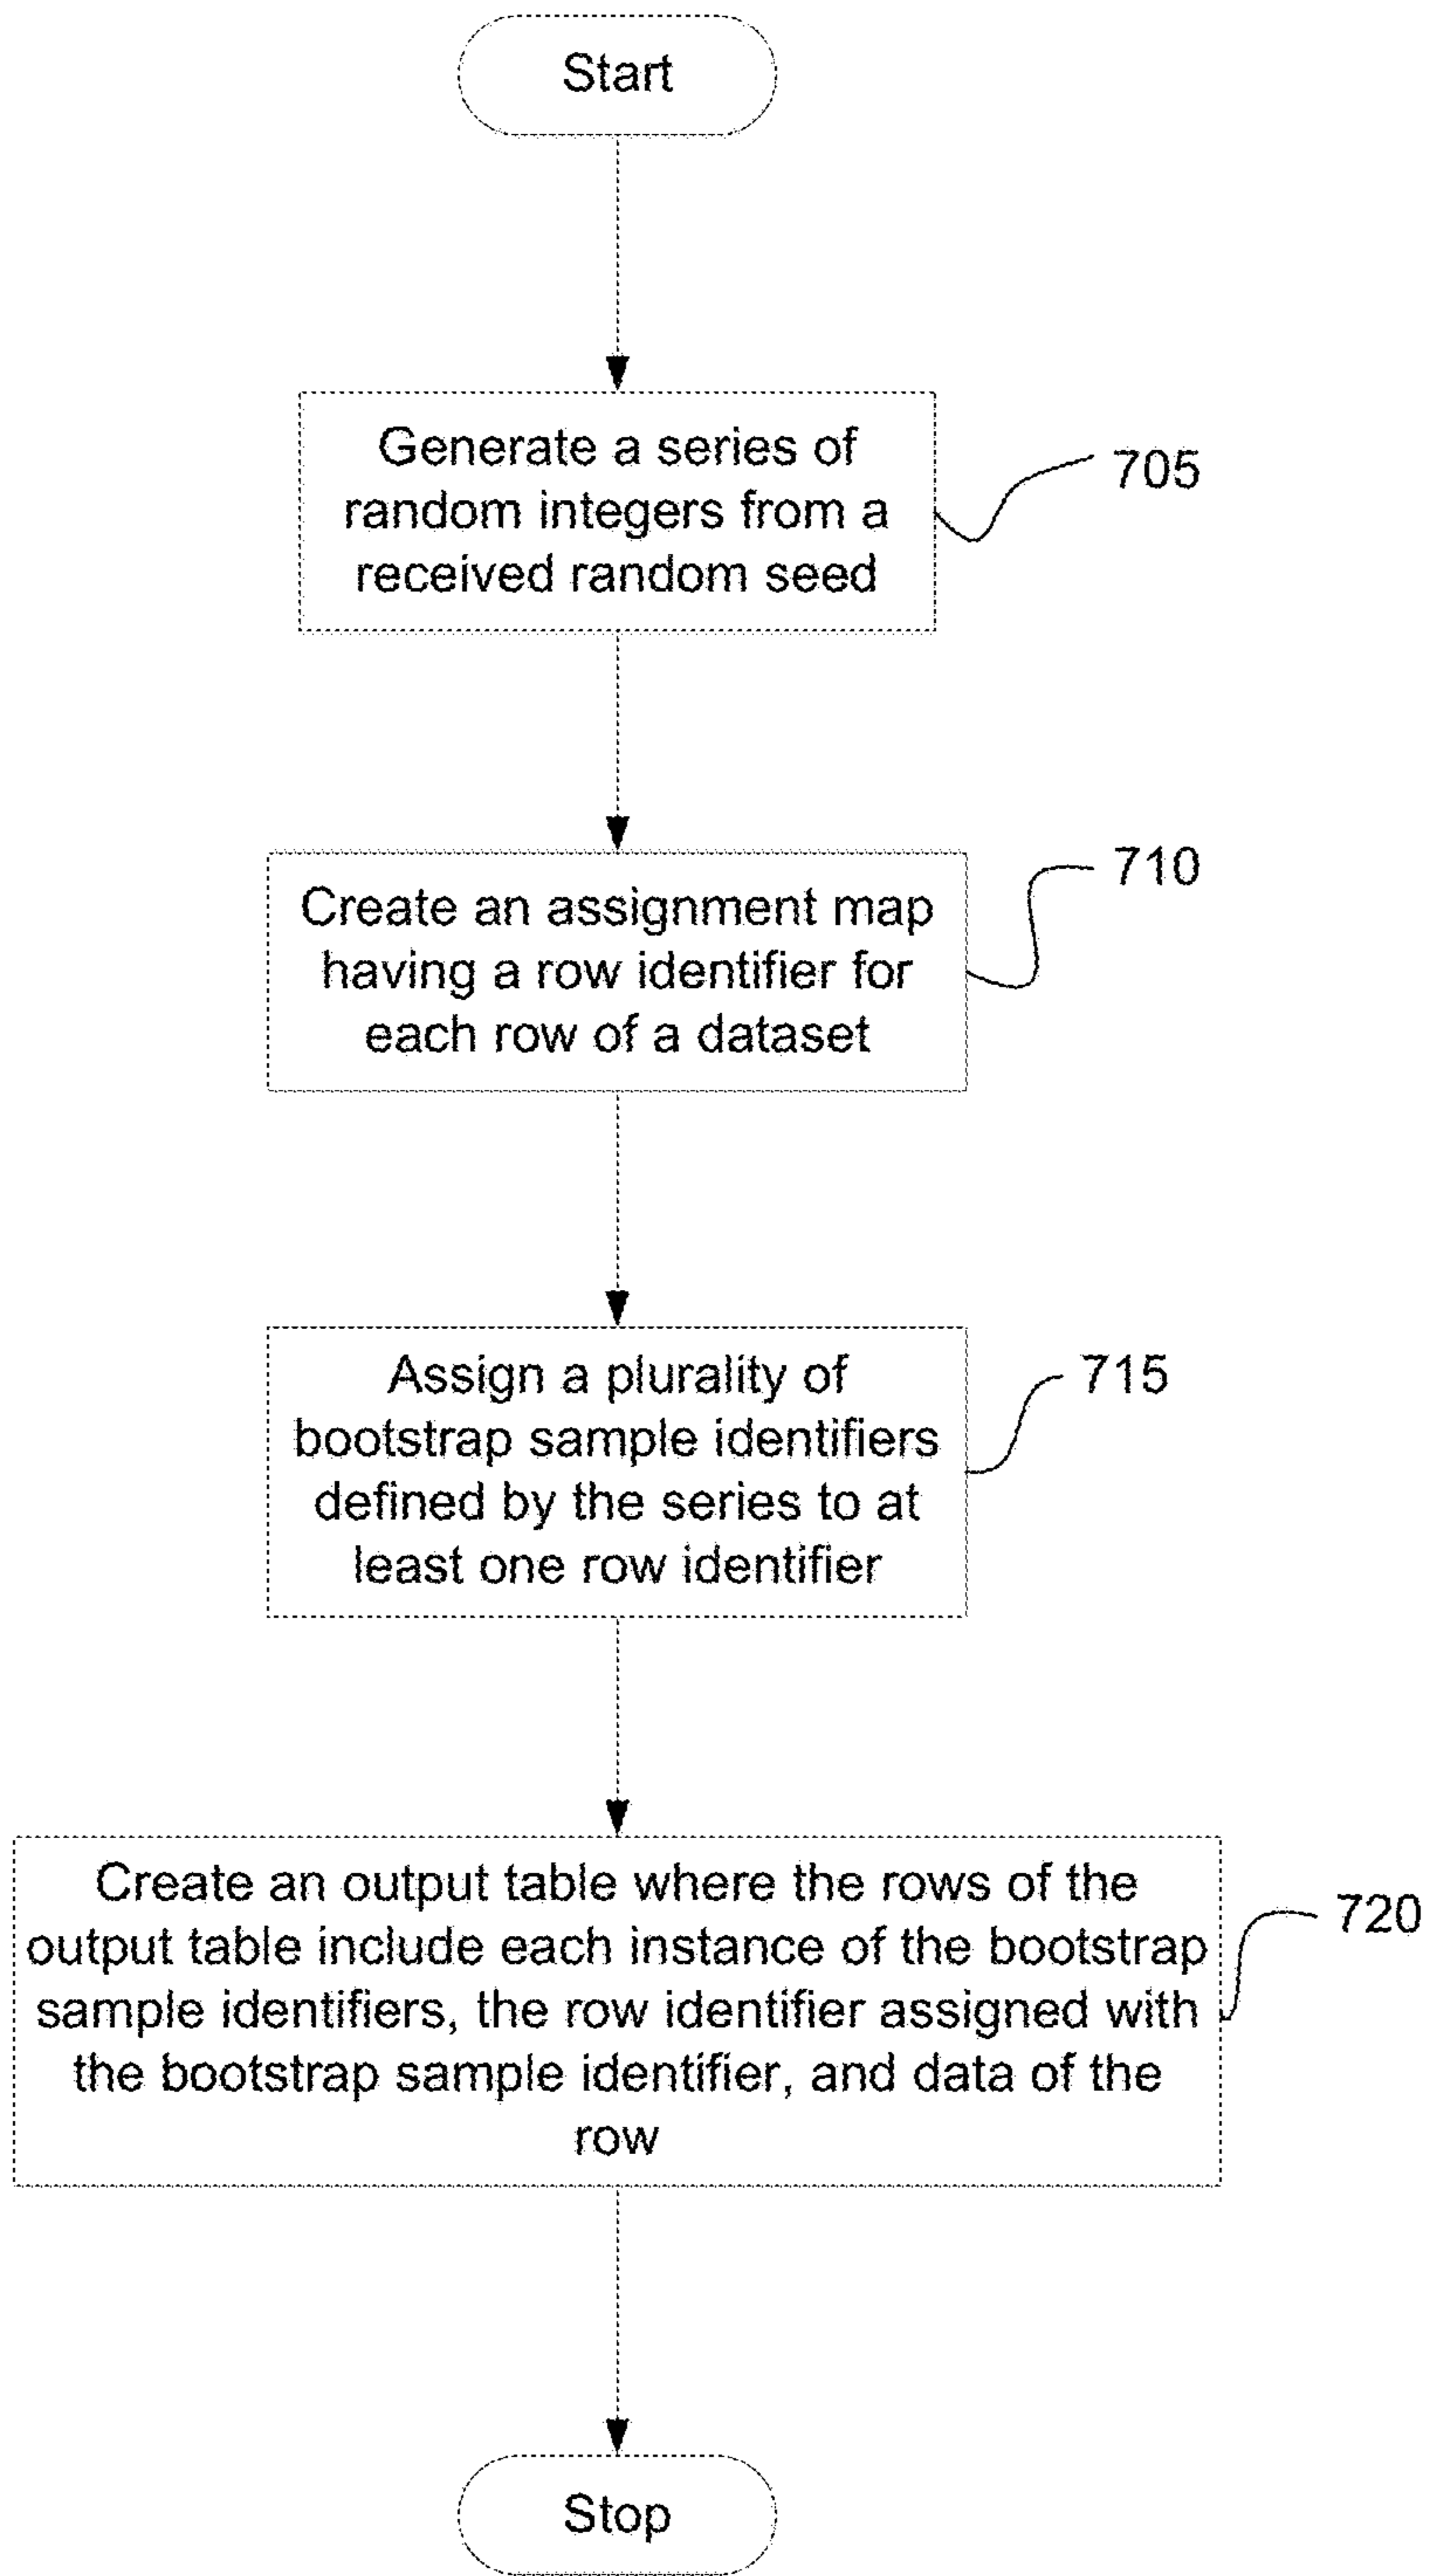 Start
Generate a series of
random integers from a
received random seed
705
Create an assignment map
having a row identifier for
each row of a dataset
710
Assign a plurality of
bootstrap sample identifiers
defined by the series to at
least one row identifier
715
Create an output table where the rows of the
output table include each instance of the bootstrap
sample identifiers, the row identifier assigned with
the bootstrap sample identifier, and data of the
row
720
Stop